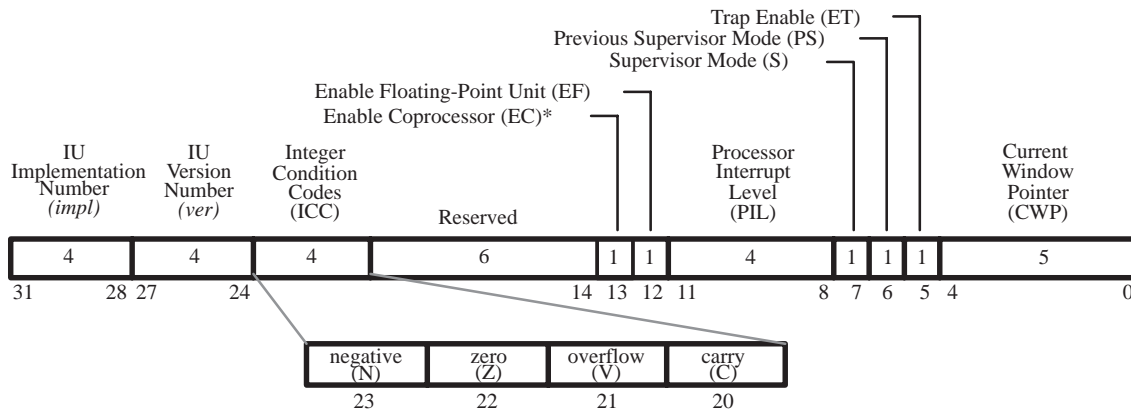 Trap Enable (ET)
Previous Supervisor Mode (PS)
Supervisor Mode (S)
Enable Floating-Point Unit (EF)
Enable Coprocessor (EC)*
IU
Implementation
Number
(impl)
IU
Version
Number
(ver)
Integer
Condition
Codes
(ICC)
Reserved
Processor
Interrupt
Level
(PIL)
Current
Window
Pointer
(CWP)
4 4 4 6 1 1 4 1 1 1 5
31 28 27 24 14 13 12 11 8 7 6 5 4 0
negative
(N)
zero
(Z)
overflow
(V)
carry
(C)
23 22 21 20